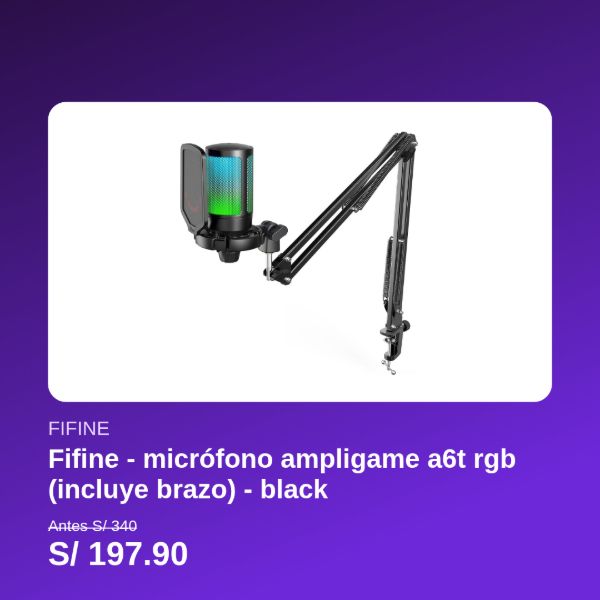 FIFINE
Fifine - micrófono ampligame a6t rgb
(incluye brazo) - black
Antes S/ 340
S/ 197.90